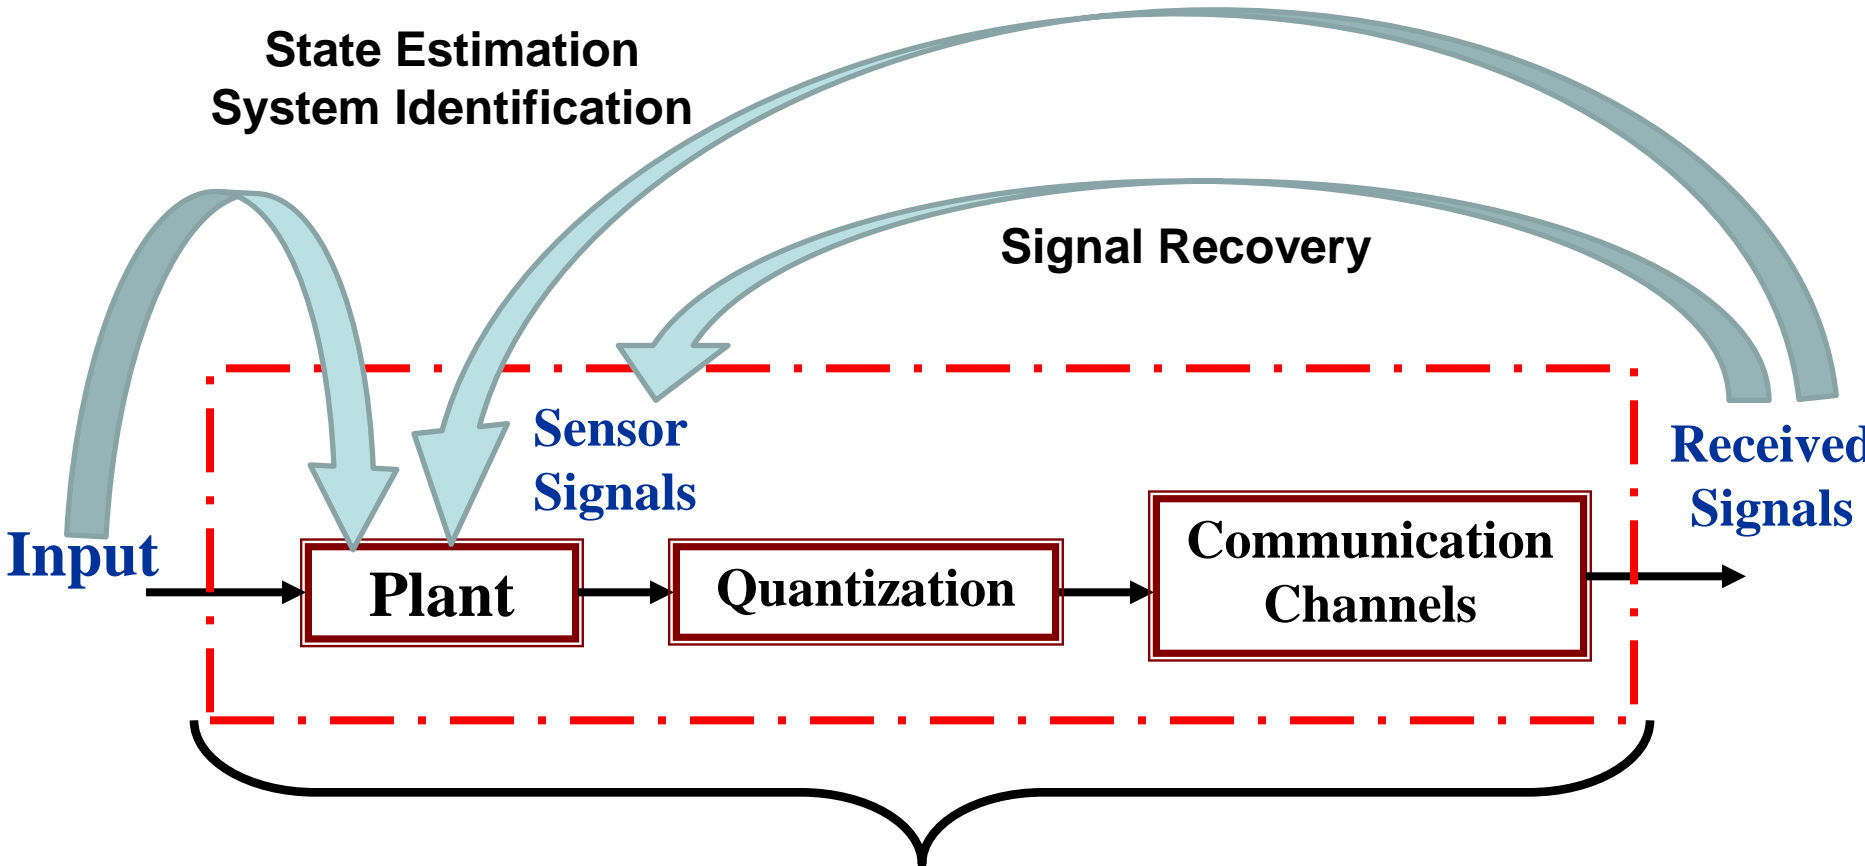 State Estimation
System Identification
Signal Recovery
Sensor
Signals
Received
Signals
Input
Plant
Quantization
Communication
Channels